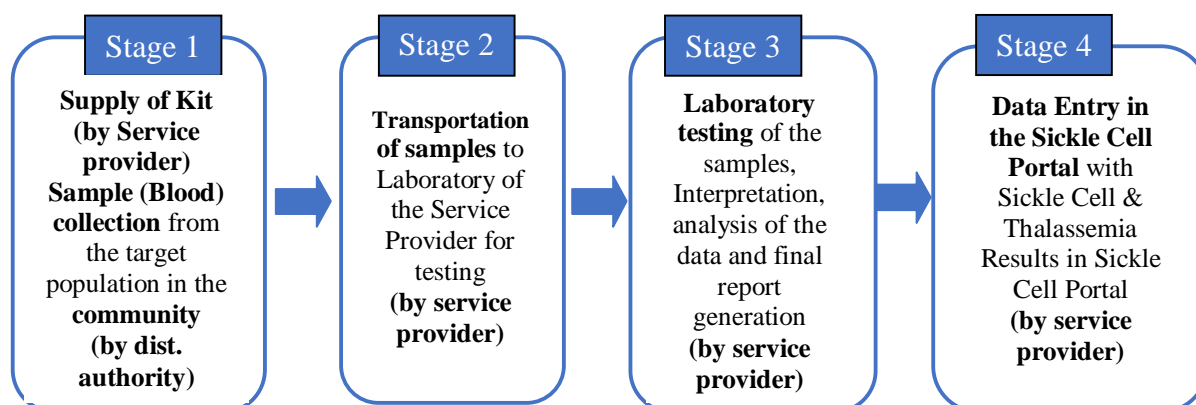 Stage 1
Supply of Kit
(by Service
provider)
Sample (Blood)
collection from
the target
population in the
community
(by dist.
authority)
Stage 2
Transportation
of samples to
Laboratory of
the Service
Provider for
testing
(by service
provider)
Stage 3
Laboratory
testing of the
samples,
Interpretation,
analysis of the
data and final
report
generation
(by service
provider)
Stage 4
Data Entry in
the Sickle Cell
Portal with
Sickle Cell &
Thalassemia
Results in Sickle
Cell Portal
(by service
provider)